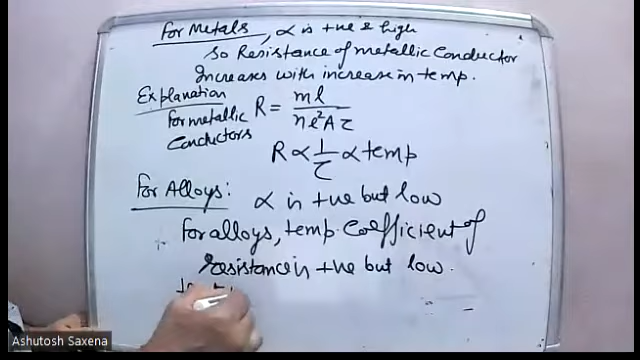 For Metals, α is +ve & high
So Resistance of metallic Conductor
Increases with increase in temp.
Explanation
For metallic Conductors R = ml / ne²Aτ
R ∝ 1/τ ∝ temp
For Alloys: α is +ve but low
For alloys, temp. Coefficient of
resistance is +ve but low.
Ashutosh Saxena